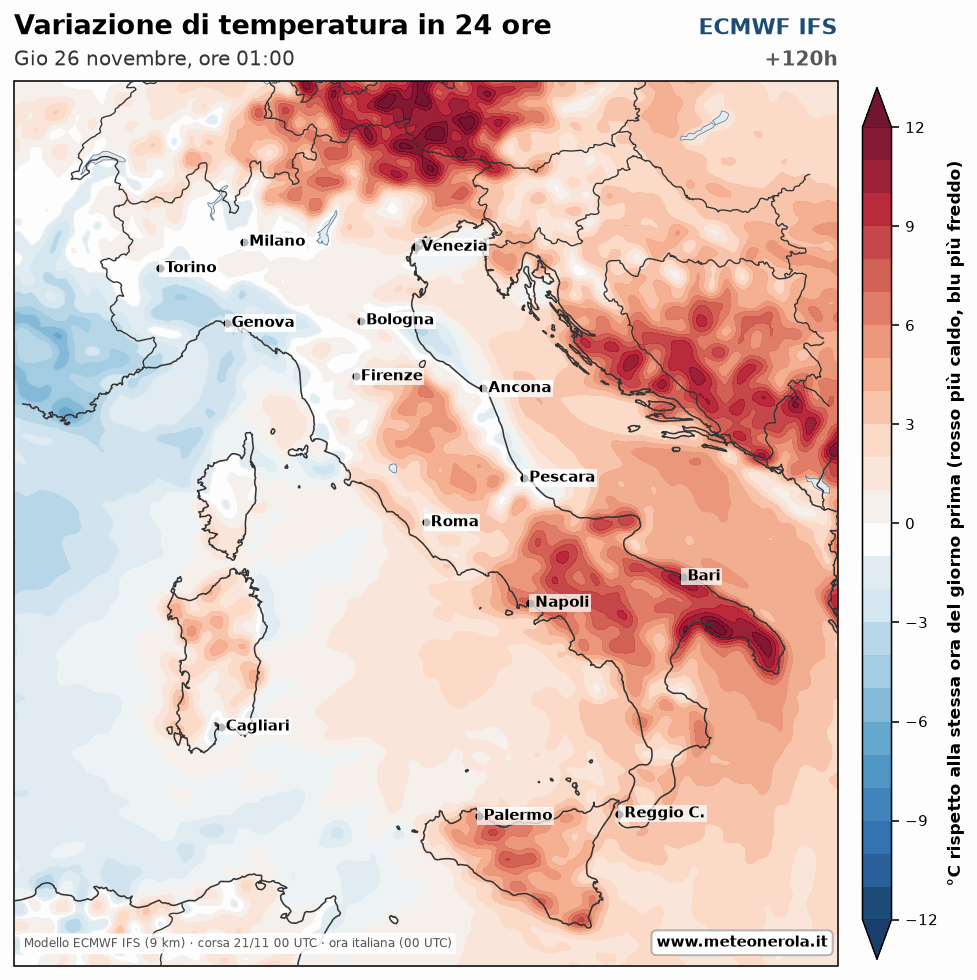 Variazione di temperatura in 24 ore
ECMWF IFS
Gio 26 novembre, ore 01:00
+120h
Milano
Venezia
Torino
Genova
Bologna
Firenze
Ancona
Pescara
Roma
Bari
Napoli
Cagliari
Palermo
Reggio C.
12
9
6
3
0
−3
−6
−9
−12
°C rispetto alla stessa ora del giorno prima (rosso più caldo, blu più freddo)
Modello ECMWF IFS (9 km) · corsa 21/11 00 UTC · ora italiana (00 UTC)
www.meteonerola.it